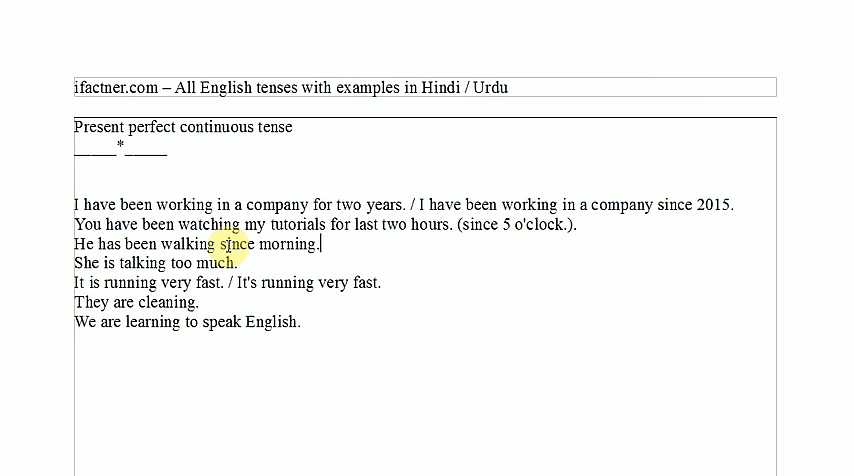 ifactner.com – All English tenses with examples in Hindi / Urdu
Present perfect continuous tense
_____*_____
I have been working in a company for two years. / I have been working in a company since 2015.
You have been watching my tutorials for last two hours. (since 5 o'clock.).
He has been walking since morning.
She is talking too much.
It is running very fast. / It's running very fast.
They are cleaning.
We are learning to speak English.